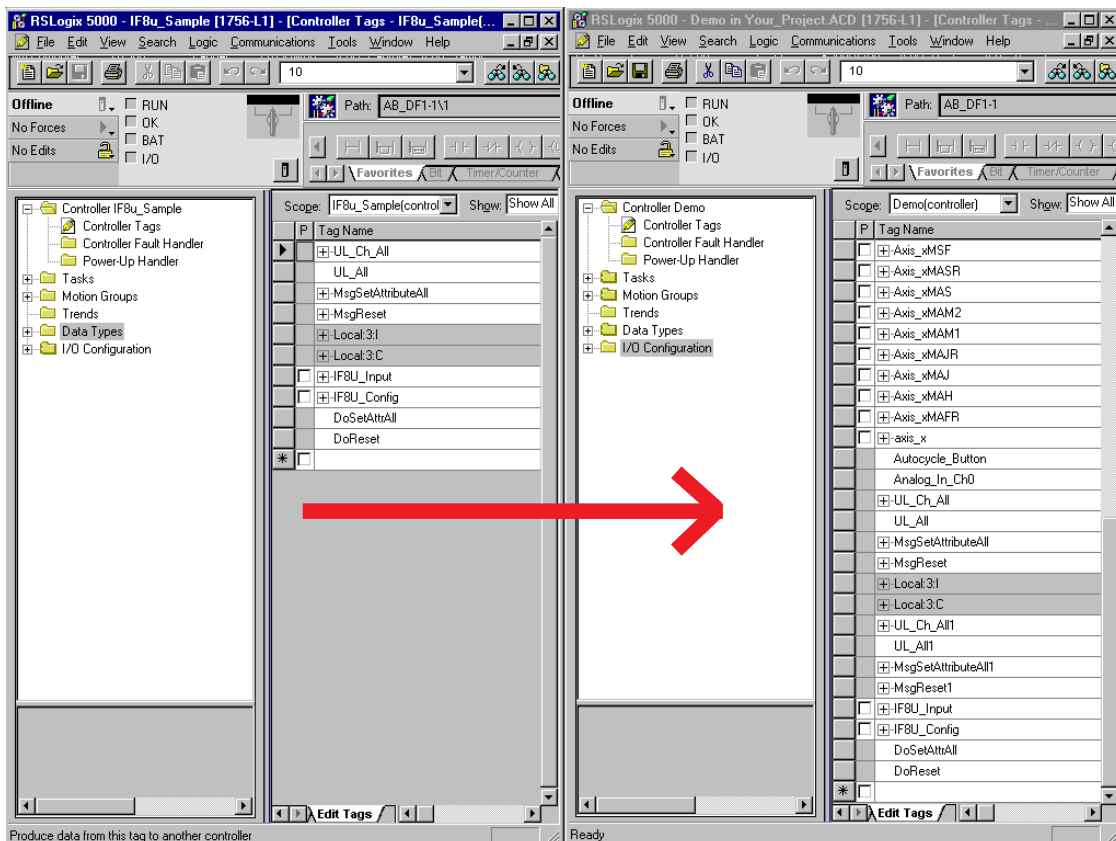 RSLogix 5000 - IF8u_Sample [1756-L1] - [Controller Tags - IF8u_Sample(...
File Edit View Search Logic Communications Tools Window Help
10
Offline
RUN
Path: AB_DF1-1\1
No Forces
OK
No Edits
BAT
I/O
Favorites Bit Timer/Counter
Controller IF8u_Sample
Controller Tags
Controller Fault Handler
Power-Up Handler
Tasks
Motion Groups
Trends
Data Types
I/O Configuration
Scope: IF8u_Sample(control Show: Show All
P Tag Name
UL_Ch_All
UL_All
MsgSetAttributeAll
MsgReset
Local:3:I
Local:3:C
IF8U_Input
IF8U_Config
DoSetAttrAll
DoReset
Edit Tags
Produce data from this tag to another controller
RSLogix 5000 - Demo in Your_Project.ACD [1756-L1] - [Controller Tags - ...
File Edit View Search Logic Communications Tools Window Help
10
Offline
RUN
Path: AB_DF1-1
No Forces
OK
No Edits
BAT
I/O
Favorites Bit Timer/Counter
Controller Demo
Controller Tags
Controller Fault Handler
Power-Up Handler
Tasks
Motion Groups
Trends
Data Types
I/O Configuration
Scope: Demo(controller) Show: Show All
P Tag Name
Axis_xMSF
Axis_xMASR
Axis_xMAS
Axis_xMAM2
Axis_xMAM1
Axis_xMAJR
Axis_xMAJ
Axis_xMAH
Axis_xMAFR
axis_x
Autocycle_Button
Analog_In_Ch0
UL_Ch_All
UL_All
MsgSetAttributeAll
MsgReset
Local:3:I
Local:3:C
UL_Ch_All1
UL_All1
MsgSetAttributeAll1
MsgReset1
IF8U_Input
IF8U_Config
DoSetAttrAll
DoReset
Edit Tags
Ready